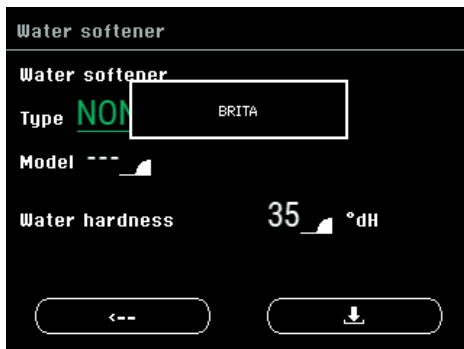 Water softener
Water softener
Type NON
BRITA
Model ---
Water hardness 35 °dH
<--